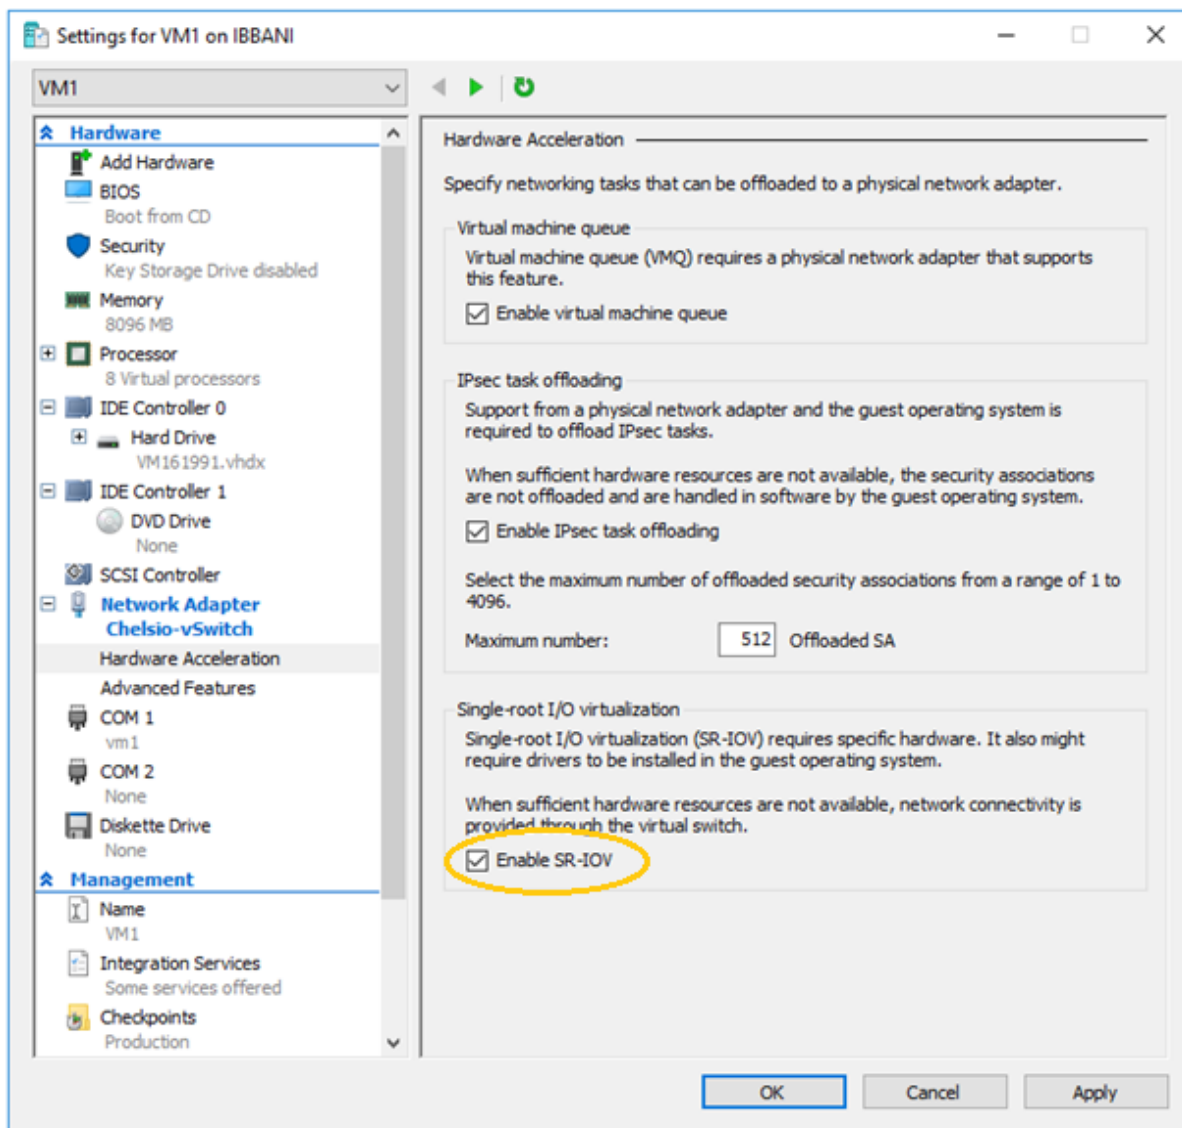 Settings for VM1 on IBBANI
VM1
Hardware
Add Hardware
BIOS
Boot from CD
Security
Key Storage Drive disabled
Memory
8096 MB
Processor
8 Virtual processors
IDE Controller 0
Hard Drive
VM161991.vhdx
IDE Controller 1
DVD Drive
None
SCSI Controller
Network Adapter
Chelsio-vSwitch
Hardware Acceleration
Advanced Features
COM 1
vm1
COM 2
None
Diskette Drive
None
Management
Name
VM1
Integration Services
Some services offered
Checkpoints
Production
Hardware Acceleration
Specify networking tasks that can be offloaded to a physical network adapter.
Virtual machine queue
Virtual machine queue (VMQ) requires a physical network adapter that supports
this feature.
Enable virtual machine queue
IPsec task offloading
Support from a physical network adapter and the guest operating system is
required to offload IPsec tasks.
When sufficient hardware resources are not available, the security associations
are not offloaded and are handled in software by the guest operating system.
Enable IPsec task offloading
Select the maximum number of offloaded security associations from a range of 1 to
4096.
Maximum number: 512 Offloaded SA
Single-root I/O virtualization
Single-root I/O virtualization (SR-IOV) requires specific hardware. It also might
require drivers to be installed in the guest operating system.
When sufficient hardware resources are not available, network connectivity is
provided through the virtual switch.
Enable SR-IOV
OK Cancel Apply